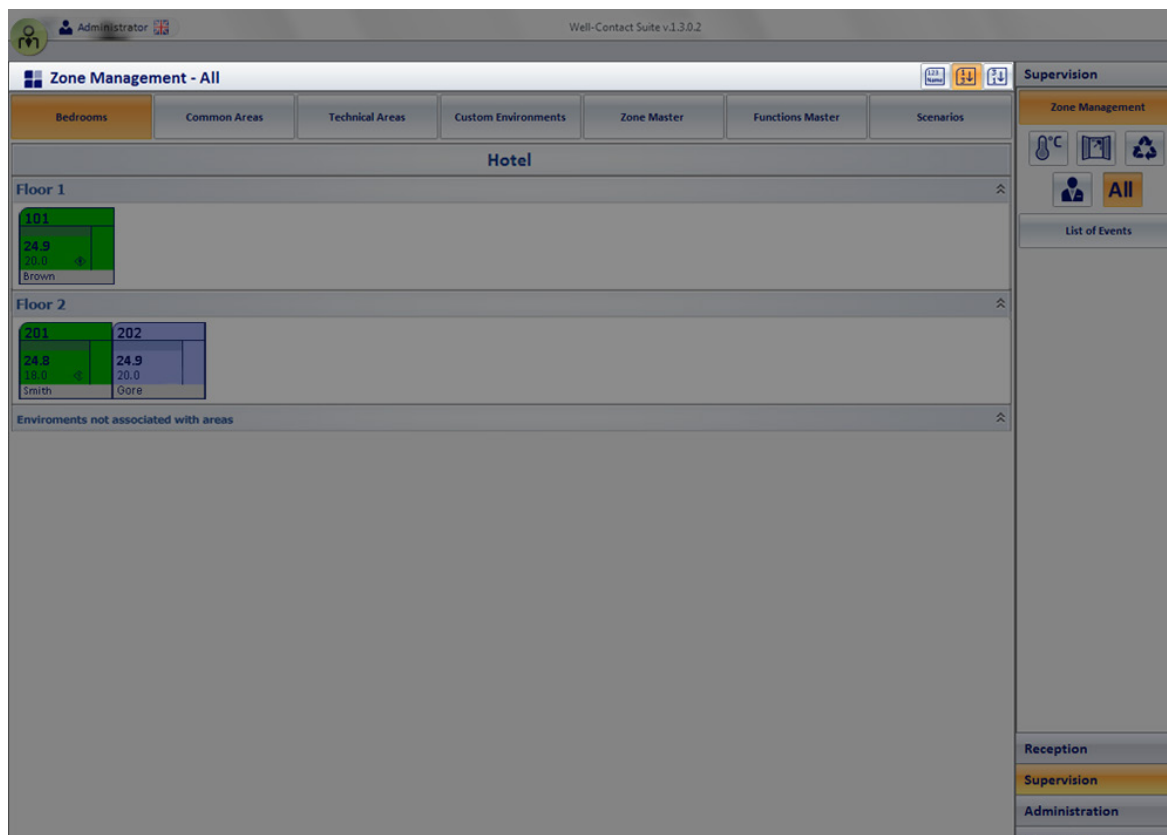 Administrator
Well-Contact Suite v.1.3.0.2
Zone Management - All
123
Name
Supervision
Bedrooms
Common Areas
Technical Areas
Custom Environments
Zone Master
Functions Master
Scenarios
Zone Management
°C
All
List of Events
Hotel
Floor 1
101
24.9
20.0
Brown
Floor 2
201
24.8
18.0
Smith
202
24.9
20.0
Gore
Enviroments not associated with areas
Reception
Supervision
Administration